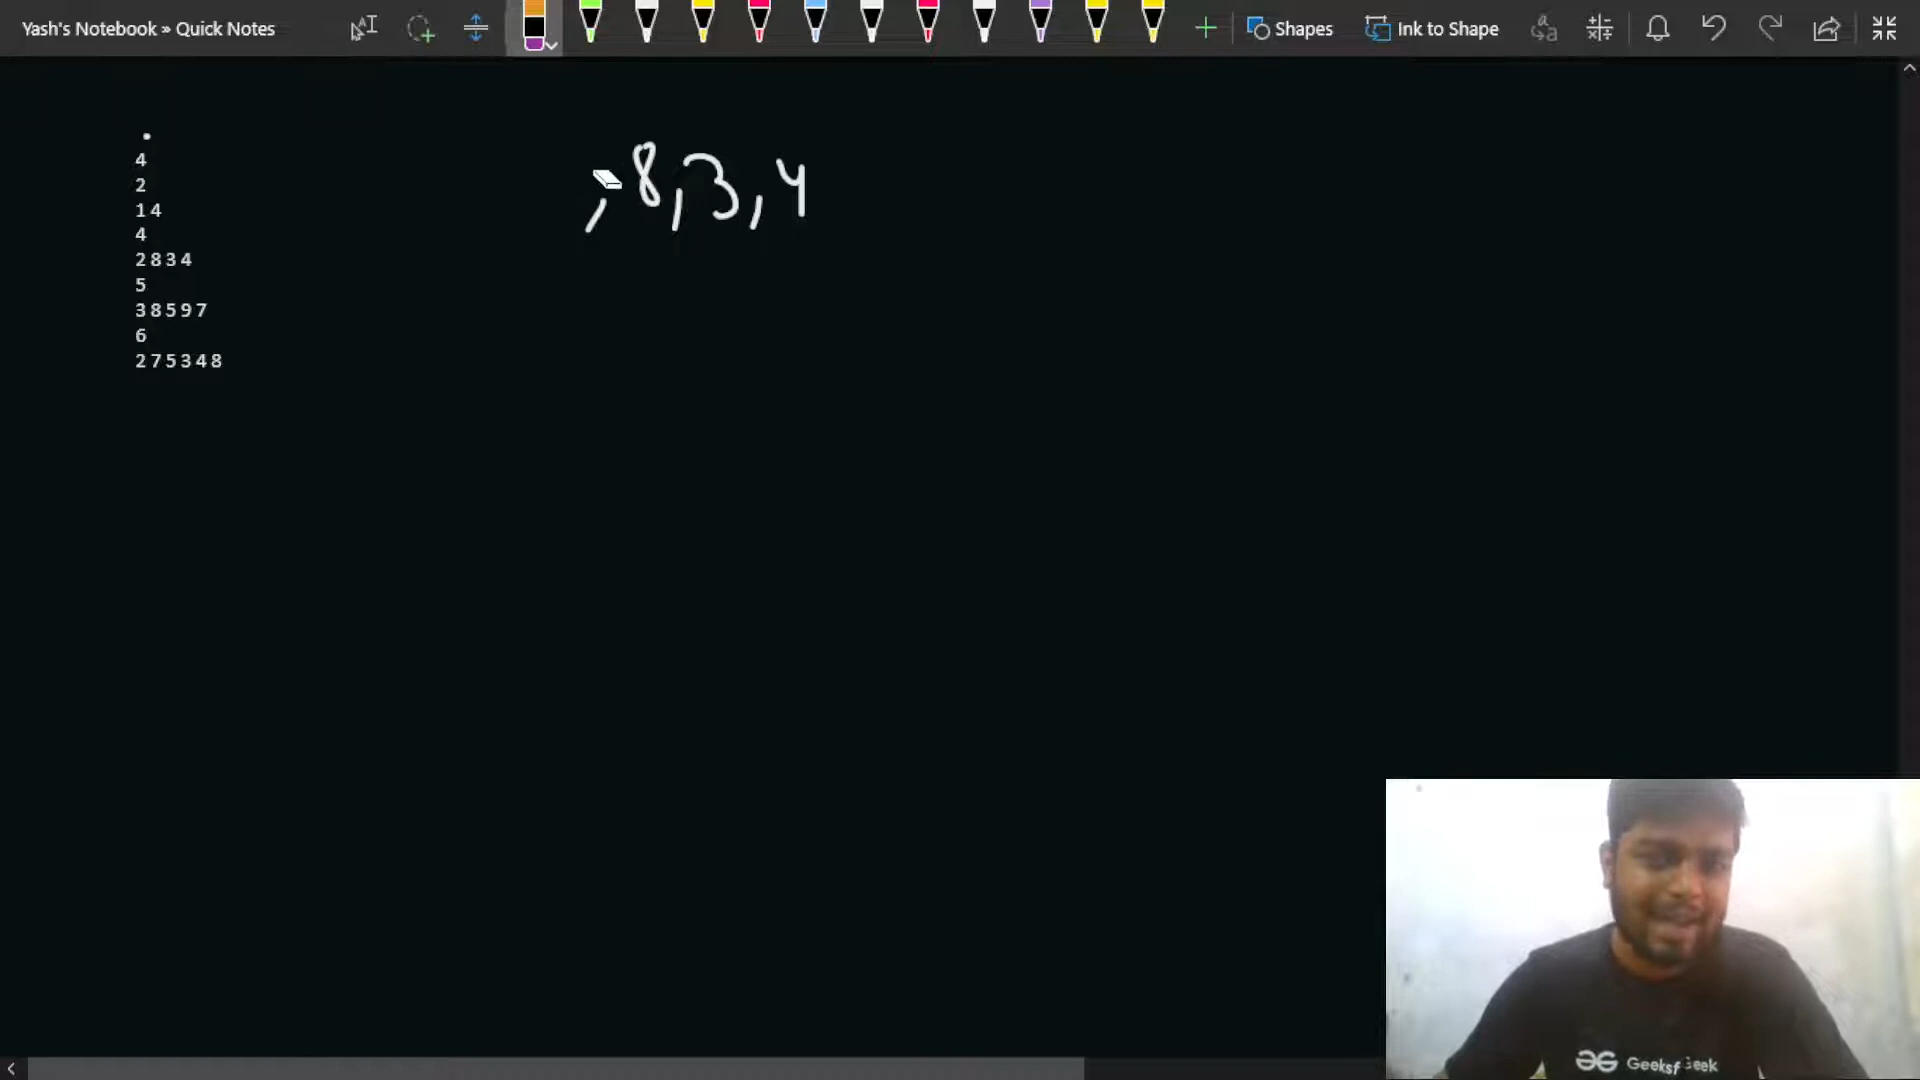 Yash's Notebook » Quick Notes
Shapes
Ink to Shape
4
2
1 4
4
2 8 3 4
5
3 8 5 9 7
6
2 7 5 3 4 8
, 8 , 3 , 4